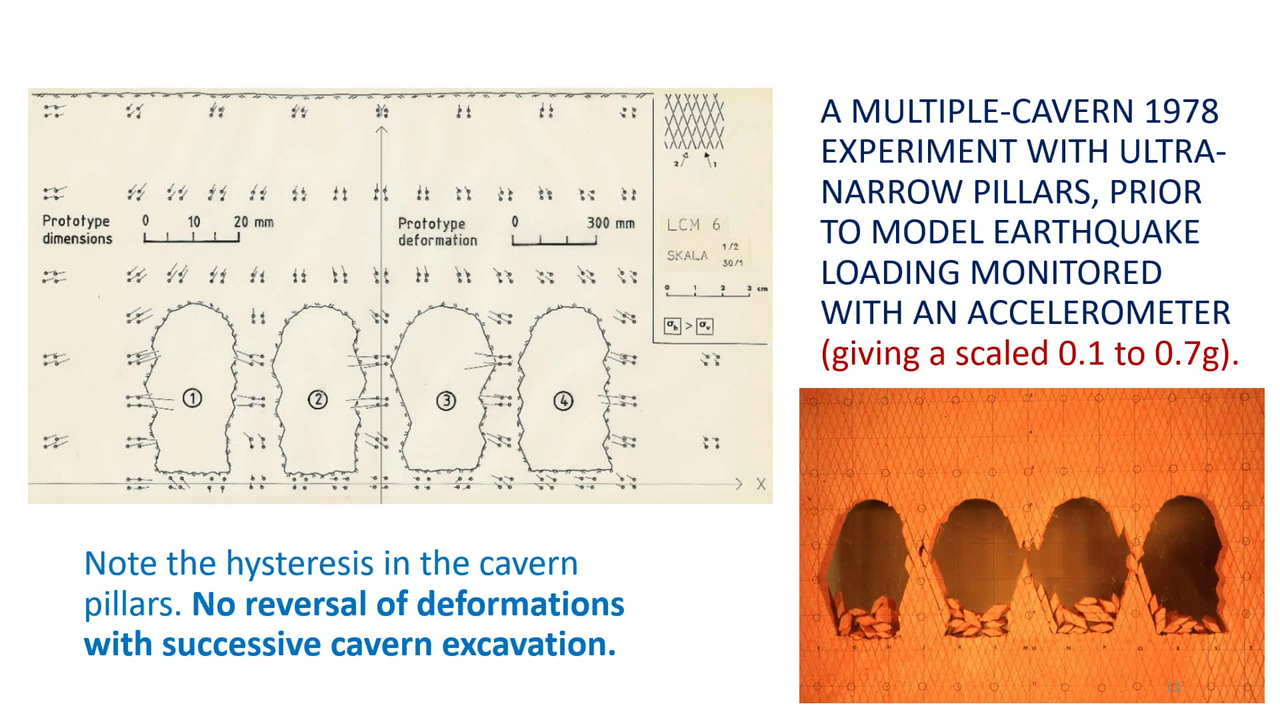 Prototype dimensions
0 10 20 mm
Prototype deformation
0 300 mm
2 1
LCM 6
SKALA 1/2
30/1
0 1 2 3 cm
σh > σv
1 2 3 4
X
A MULTIPLE-CAVERN 1978
EXPERIMENT WITH ULTRA-
NARROW PILLARS, PRIOR
TO MODEL EARTHQUAKE
LOADING MONITORED
WITH AN ACCELEROMETER
(giving a scaled 0.1 to 0.7g).
Note the hysteresis in the cavern
pillars. No reversal of deformations
with successive cavern excavation.